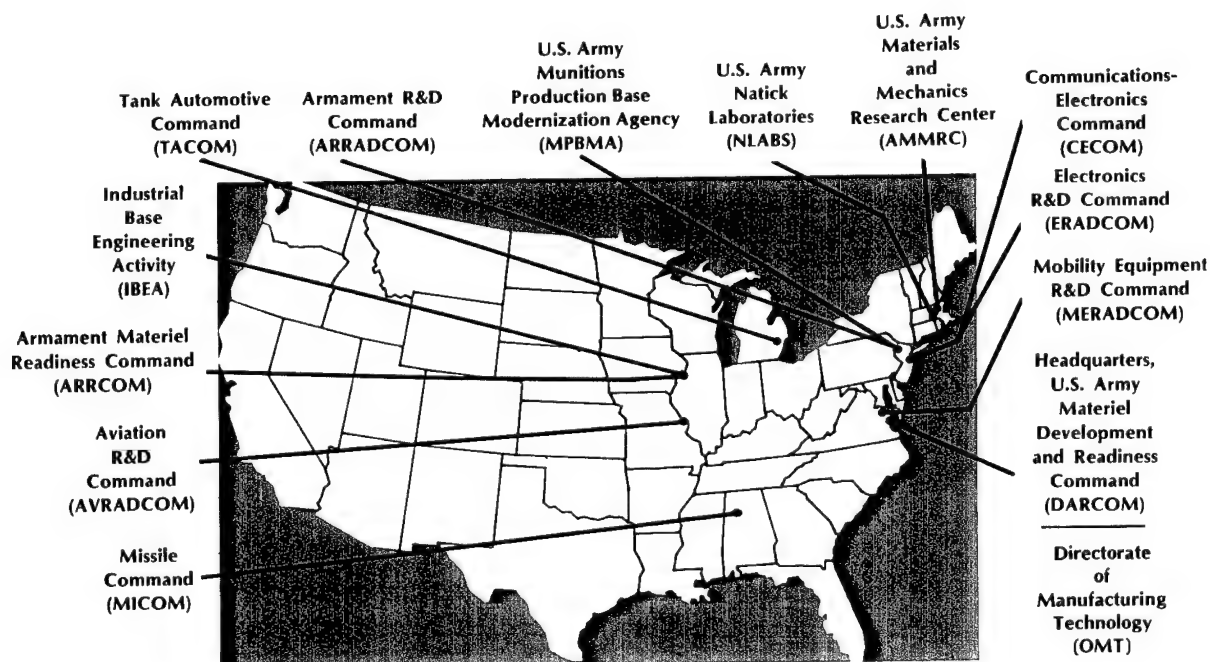 Tank Automotive
Command
(TACOM)
Armament R&D
Command
(ARRADCOM)
U.S. Army
Munitions
Production Base
Modernization Agency
(MPBMA)
U.S. Army
Natick
Laboratories
(NLABS)
U.S. Army
Materials
and
Mechanics
Research Center
(AMMRC)
Communications-
Electronics
Command
(CECOM)
Electronics
R&D Command
(ERADCOM)
Mobility Equipment
R&D Command
(MERADCOM)
Headquarters,
U.S. Army
Materiel
Development
and Readiness
Command
(DARCOM)
Directorate
of
Manufacturing
Technology
(OMT)
Industrial
Base
Engineering
Activity
(IBEA)
Armament Materiel
Readiness Command
(ARRCOM)
Aviation
R&D
Command
(AVRADCOM)
Missile
Command
(MICOM)